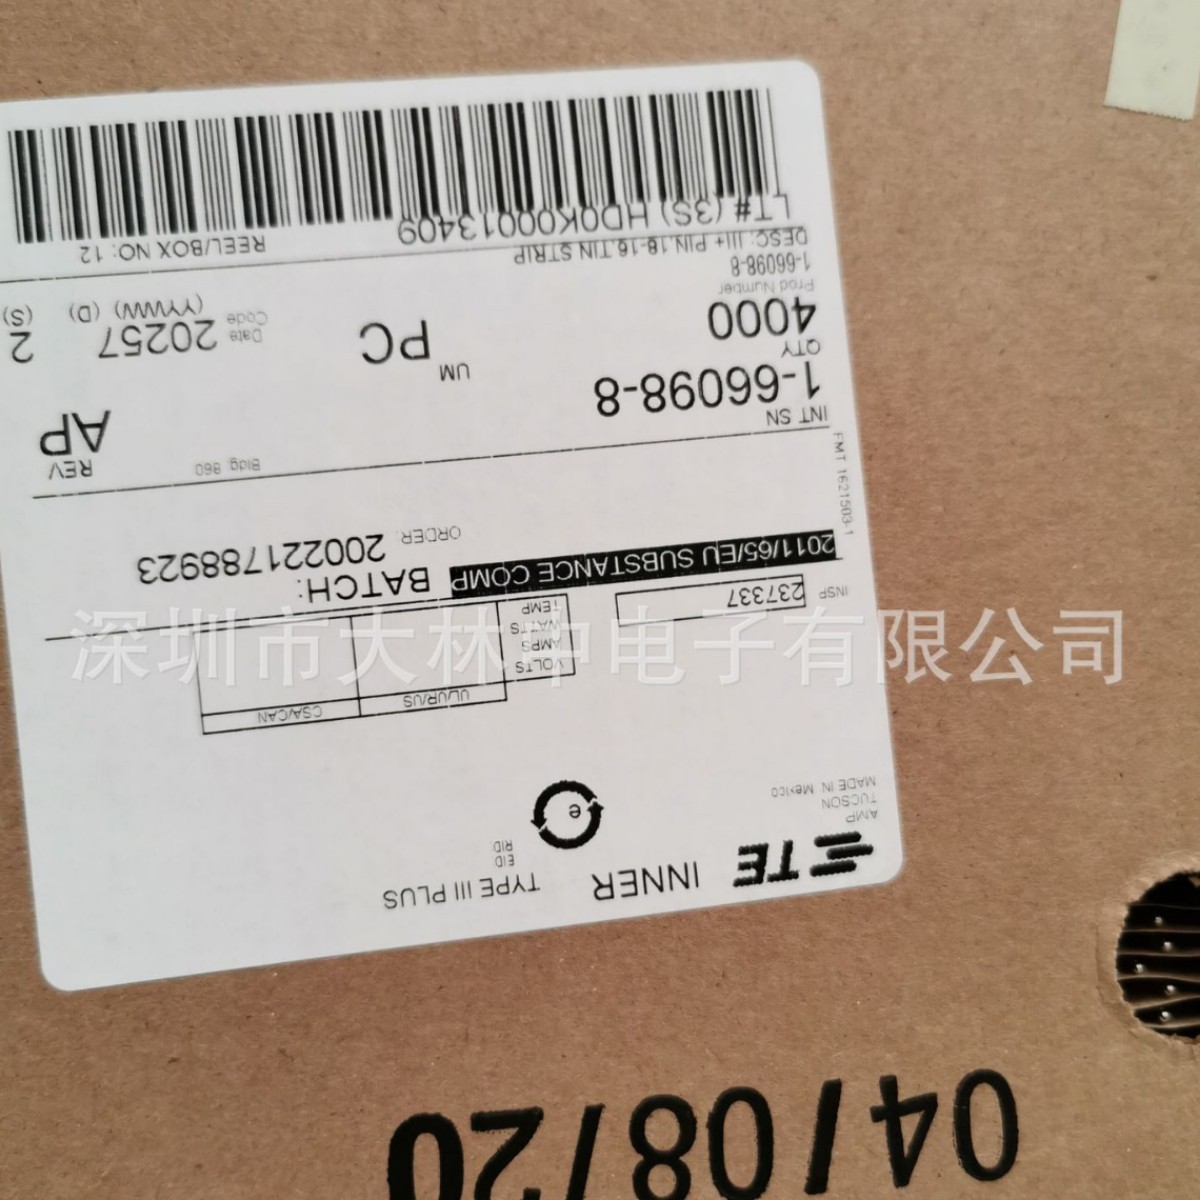 TE INNER TYPE III PLUS
EID
RID
e
AMP
TUCSON
MADE IN Mexico
UL/UR/US CSA/CAN
VOLTS
AMPS
WATTS
TEMP
INSP 237337
2011/65/EU SUBSTANCE COMP BATCH:
ORDER: 200221788923
FMT 1621503-1
Bldg 860
INT SN REV
1-66098-8 AP
QTY UM
4000 PC Date Code 20257 2
(YYWW) (D) (S)
Prod Number
1-66098-8
DESC: III+ PIN,18-16,TIN STRIP
REEL/BOX NO: 12
LT# (3S) HD0K00013409
04/08/20
深圳市大林中电子有限公司